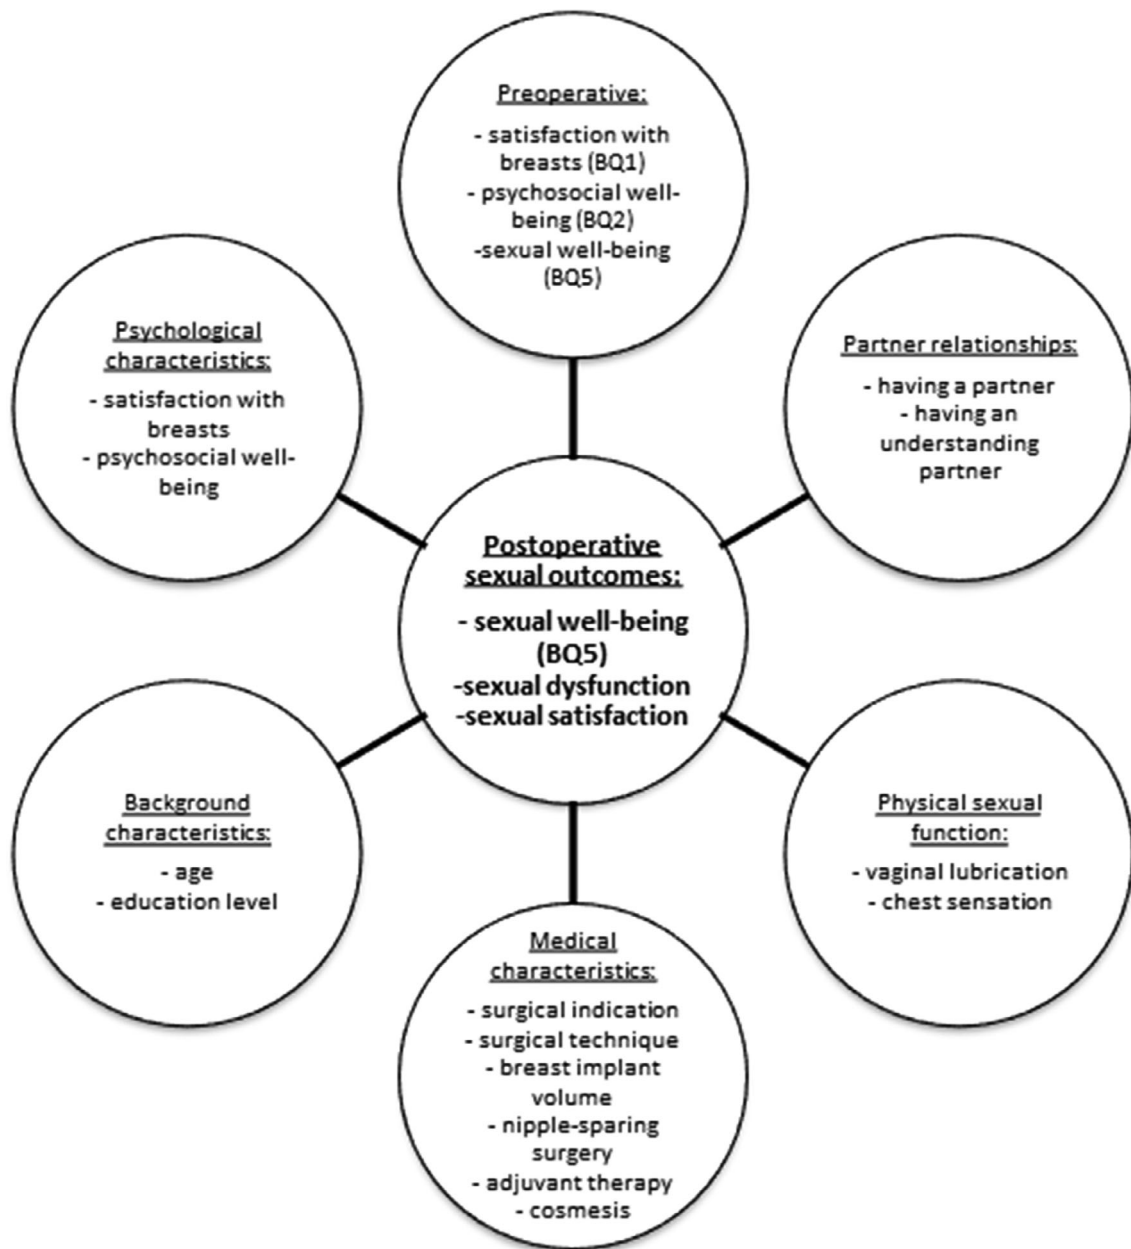 Preoperative:
- satisfaction with
breasts (BQ1)
- psychosocial well-
being (BQ2)
-sexual well-being
(BQ5)
Psychological
characteristics:
- satisfaction with
breasts
- psychosocial well-
being
Partner relationships:
- having a partner
- having an
understanding
partner
Postoperative
sexual outcomes:
- sexual well-being
(BQ5)
-sexual dysfunction
-sexual satisfaction
Background
characteristics:
- age
- education level
Physical sexual
function:
- vaginal lubrication
- chest sensation
Medical
characteristics:
- surgical indication
- surgical technique
- breast implant
volume
- nipple-sparing
surgery
- adjuvant therapy
- cosmesis